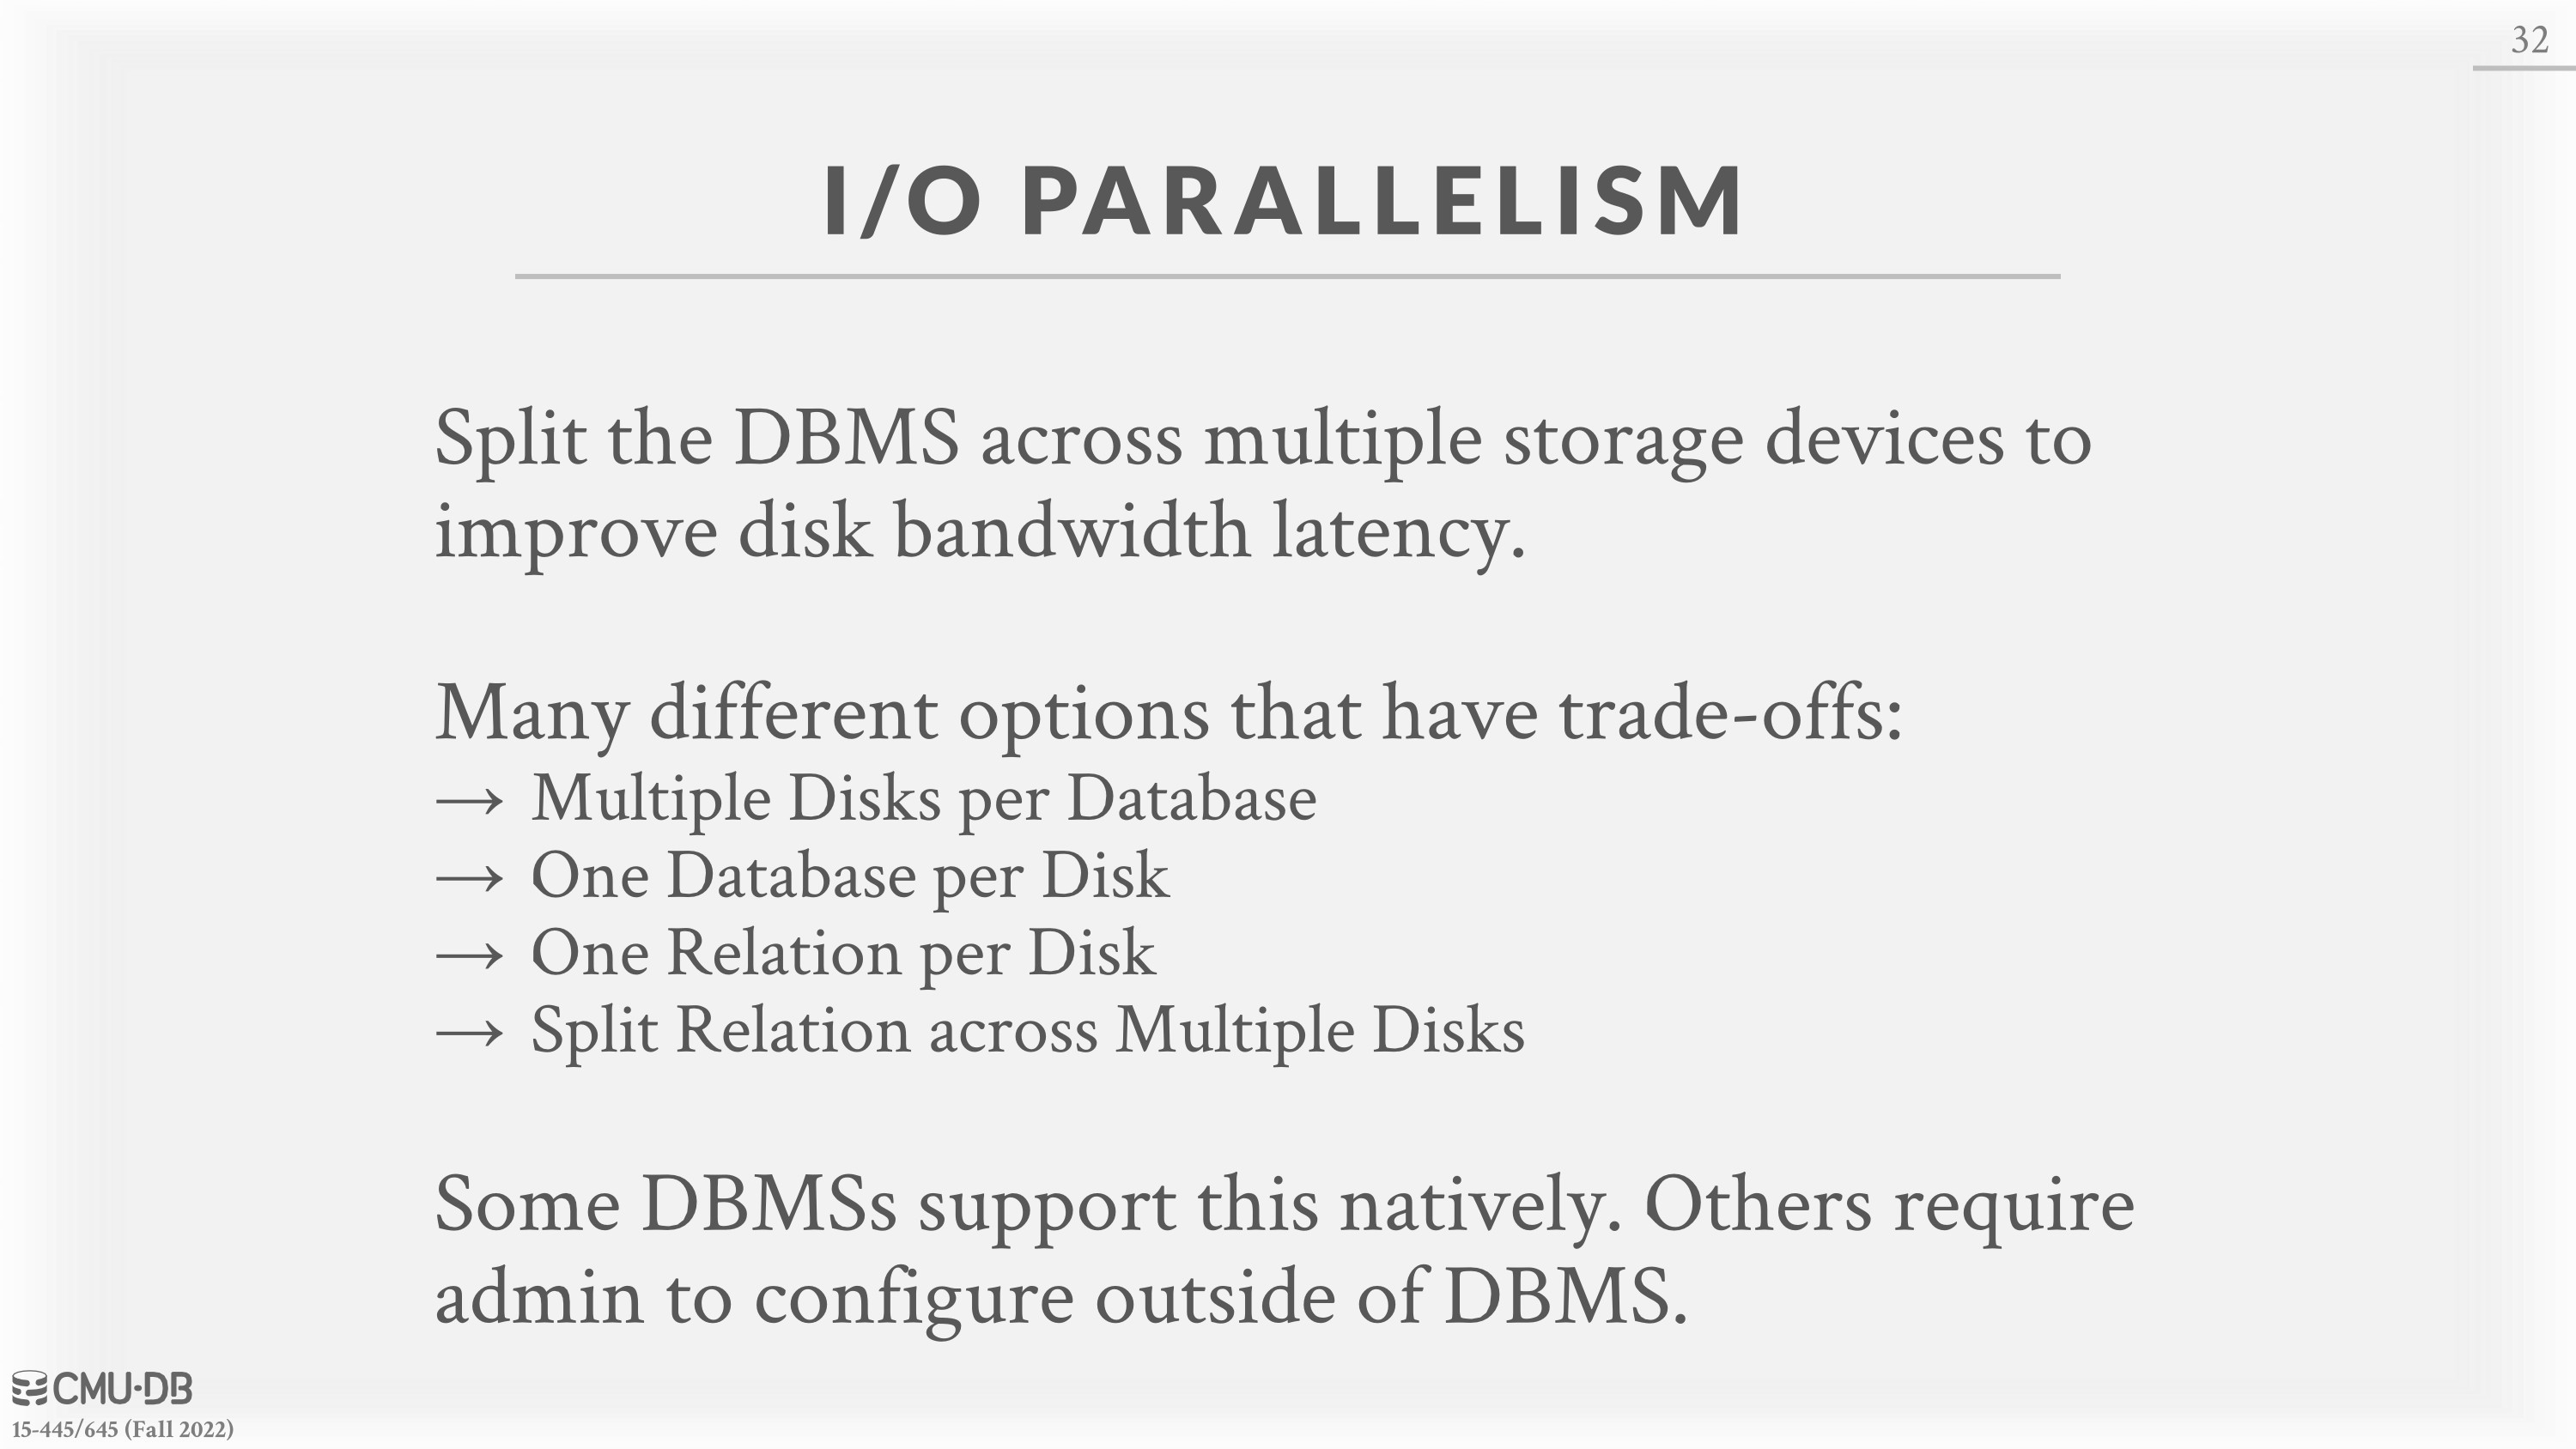 32
I/O PARALLELISM
Split the DBMS across multiple storage devices to
improve disk bandwidth latency.
Many different options that have trade-offs:
→ Multiple Disks per Database
→ One Database per Disk
→ One Relation per Disk
→ Split Relation across Multiple Disks
Some DBMSs support this natively. Others require
admin to configure outside of DBMS.
CMU·DB
15-445/645 (Fall 2022)